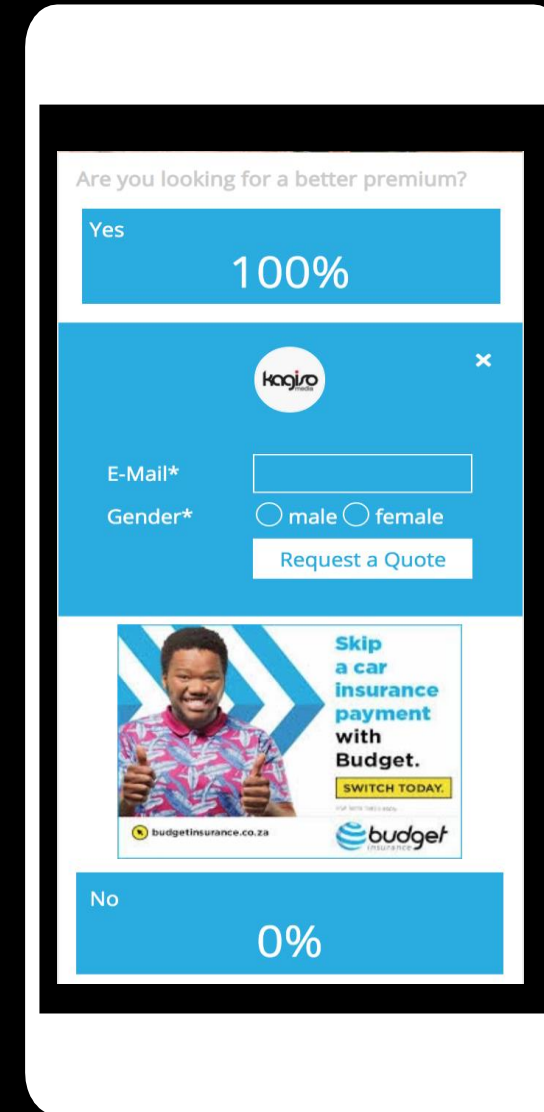 Are you looking for a better premium?
Yes
100%
kagiso
media
×
E-Mail*
Gender* male female
Request a Quote
Skip
a car
insurance
payment
with
Budget.
SWITCH TODAY.
budgetinsurance.co.za
budget
insurance
No
0%